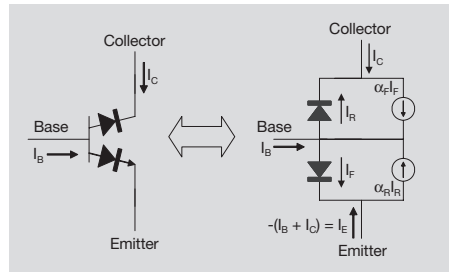 Collector
I_C
Base
I_B
Emitter
Collector
I_C
α_F I_F
I_R
Base
I_B
I_F
α_R I_R
-(I_B + I_C) = I_E
Emitter